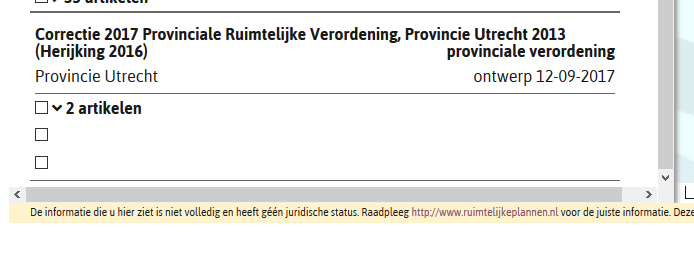 35 artikelen
Correctie 2017 Provinciale Ruimtelijke Verordening, Provincie Utrecht 2013
(Herijking 2016) provinciale verordening
Provincie Utrecht ontwerp 12-09-2017
2 artikelen
De informatie die u hier ziet is niet volledig en heeft géén juridische status. Raadpleeg http://www.ruimtelijkeplannen.nl voor de juiste informatie. Deze